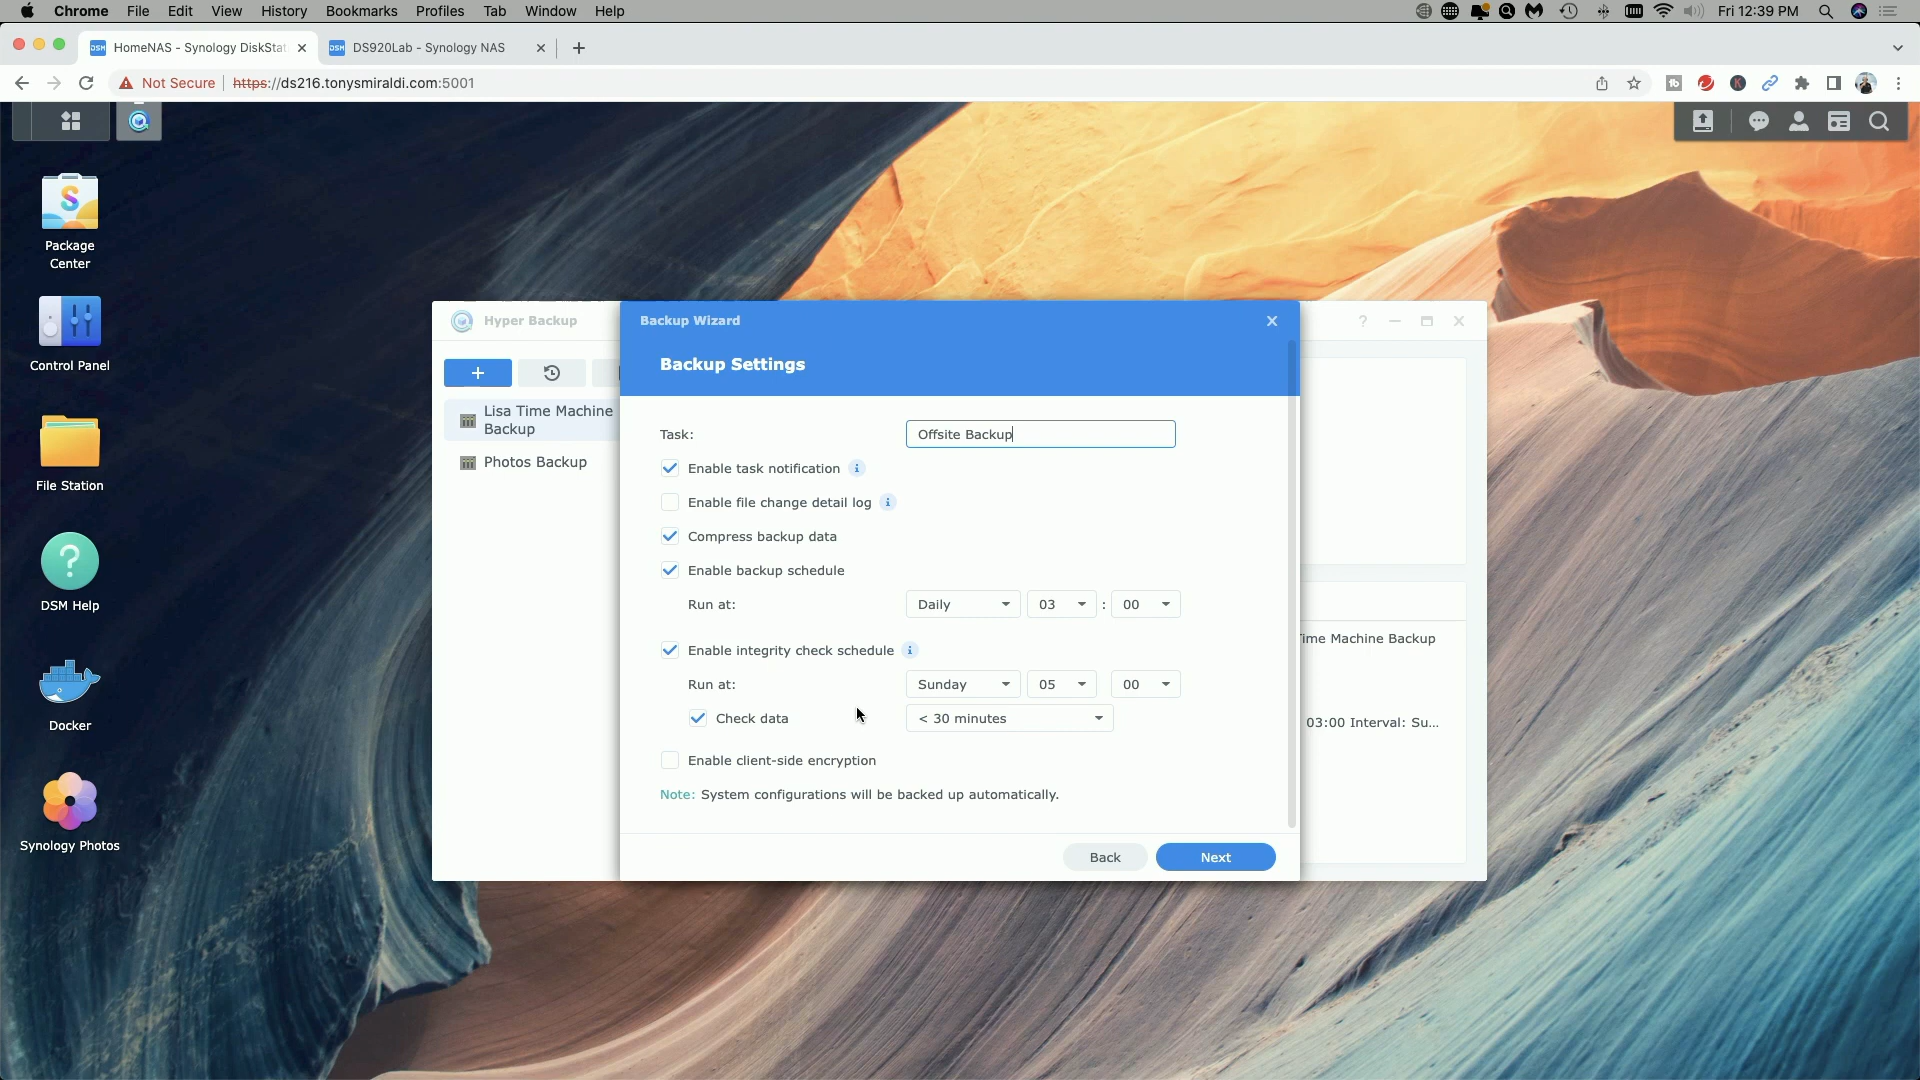 Chrome File Edit View History Bookmarks Profiles Tab Window Help
Fri 12:39 PM
HomeNAS - Synology DiskStat
DS920Lab - Synology NAS
Not Secure
https://ds216.tonysmiraldi.com:5001
Package
Center
Control Panel
File Station
DSM Help
Docker
Synology Photos
Hyper Backup
Lisa Time Machine
Backup
Photos Backup
Backup Wizard
Backup Settings
Task: Offsite Backup
Enable task notification
Enable file change detail log
Compress backup data
Enable backup schedule
Run at: Daily 03 : 00
Enable integrity check schedule
Run at: Sunday 05 00
Check data < 30 minutes
Enable client-side encryption
Note: System configurations will be backed up automatically.
Back Next
Time Machine Backup
03:00 Interval: Su...